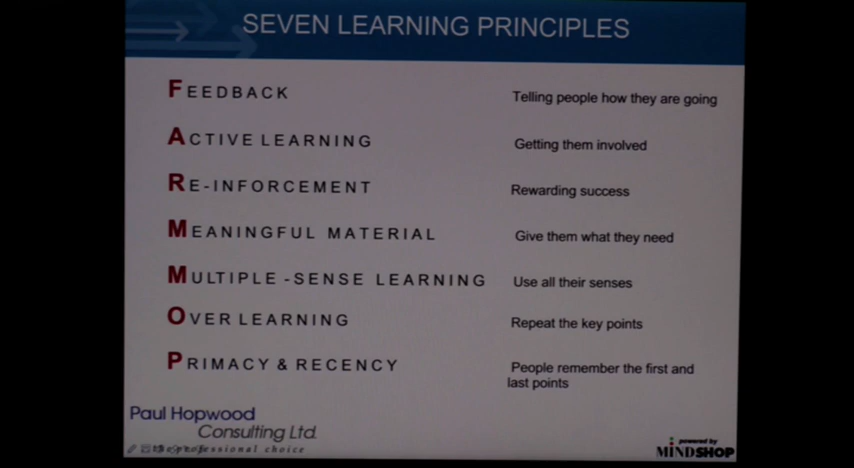 SEVEN LEARNING PRINCIPLES
FEEDBACK Telling people how they are going
ACTIVE LEARNING Getting them involved
RE-INFORCEMENT Rewarding success
MEANINGFUL MATERIAL Give them what they need
MULTIPLE -SENSE LEARNING Use all their senses
OVER LEARNING Repeat the key points
PRIMACY & RECENCY People remember the first and
last points
Paul Hopwood
Consulting Ltd.
the professional choice
powered by
MINDSHOP